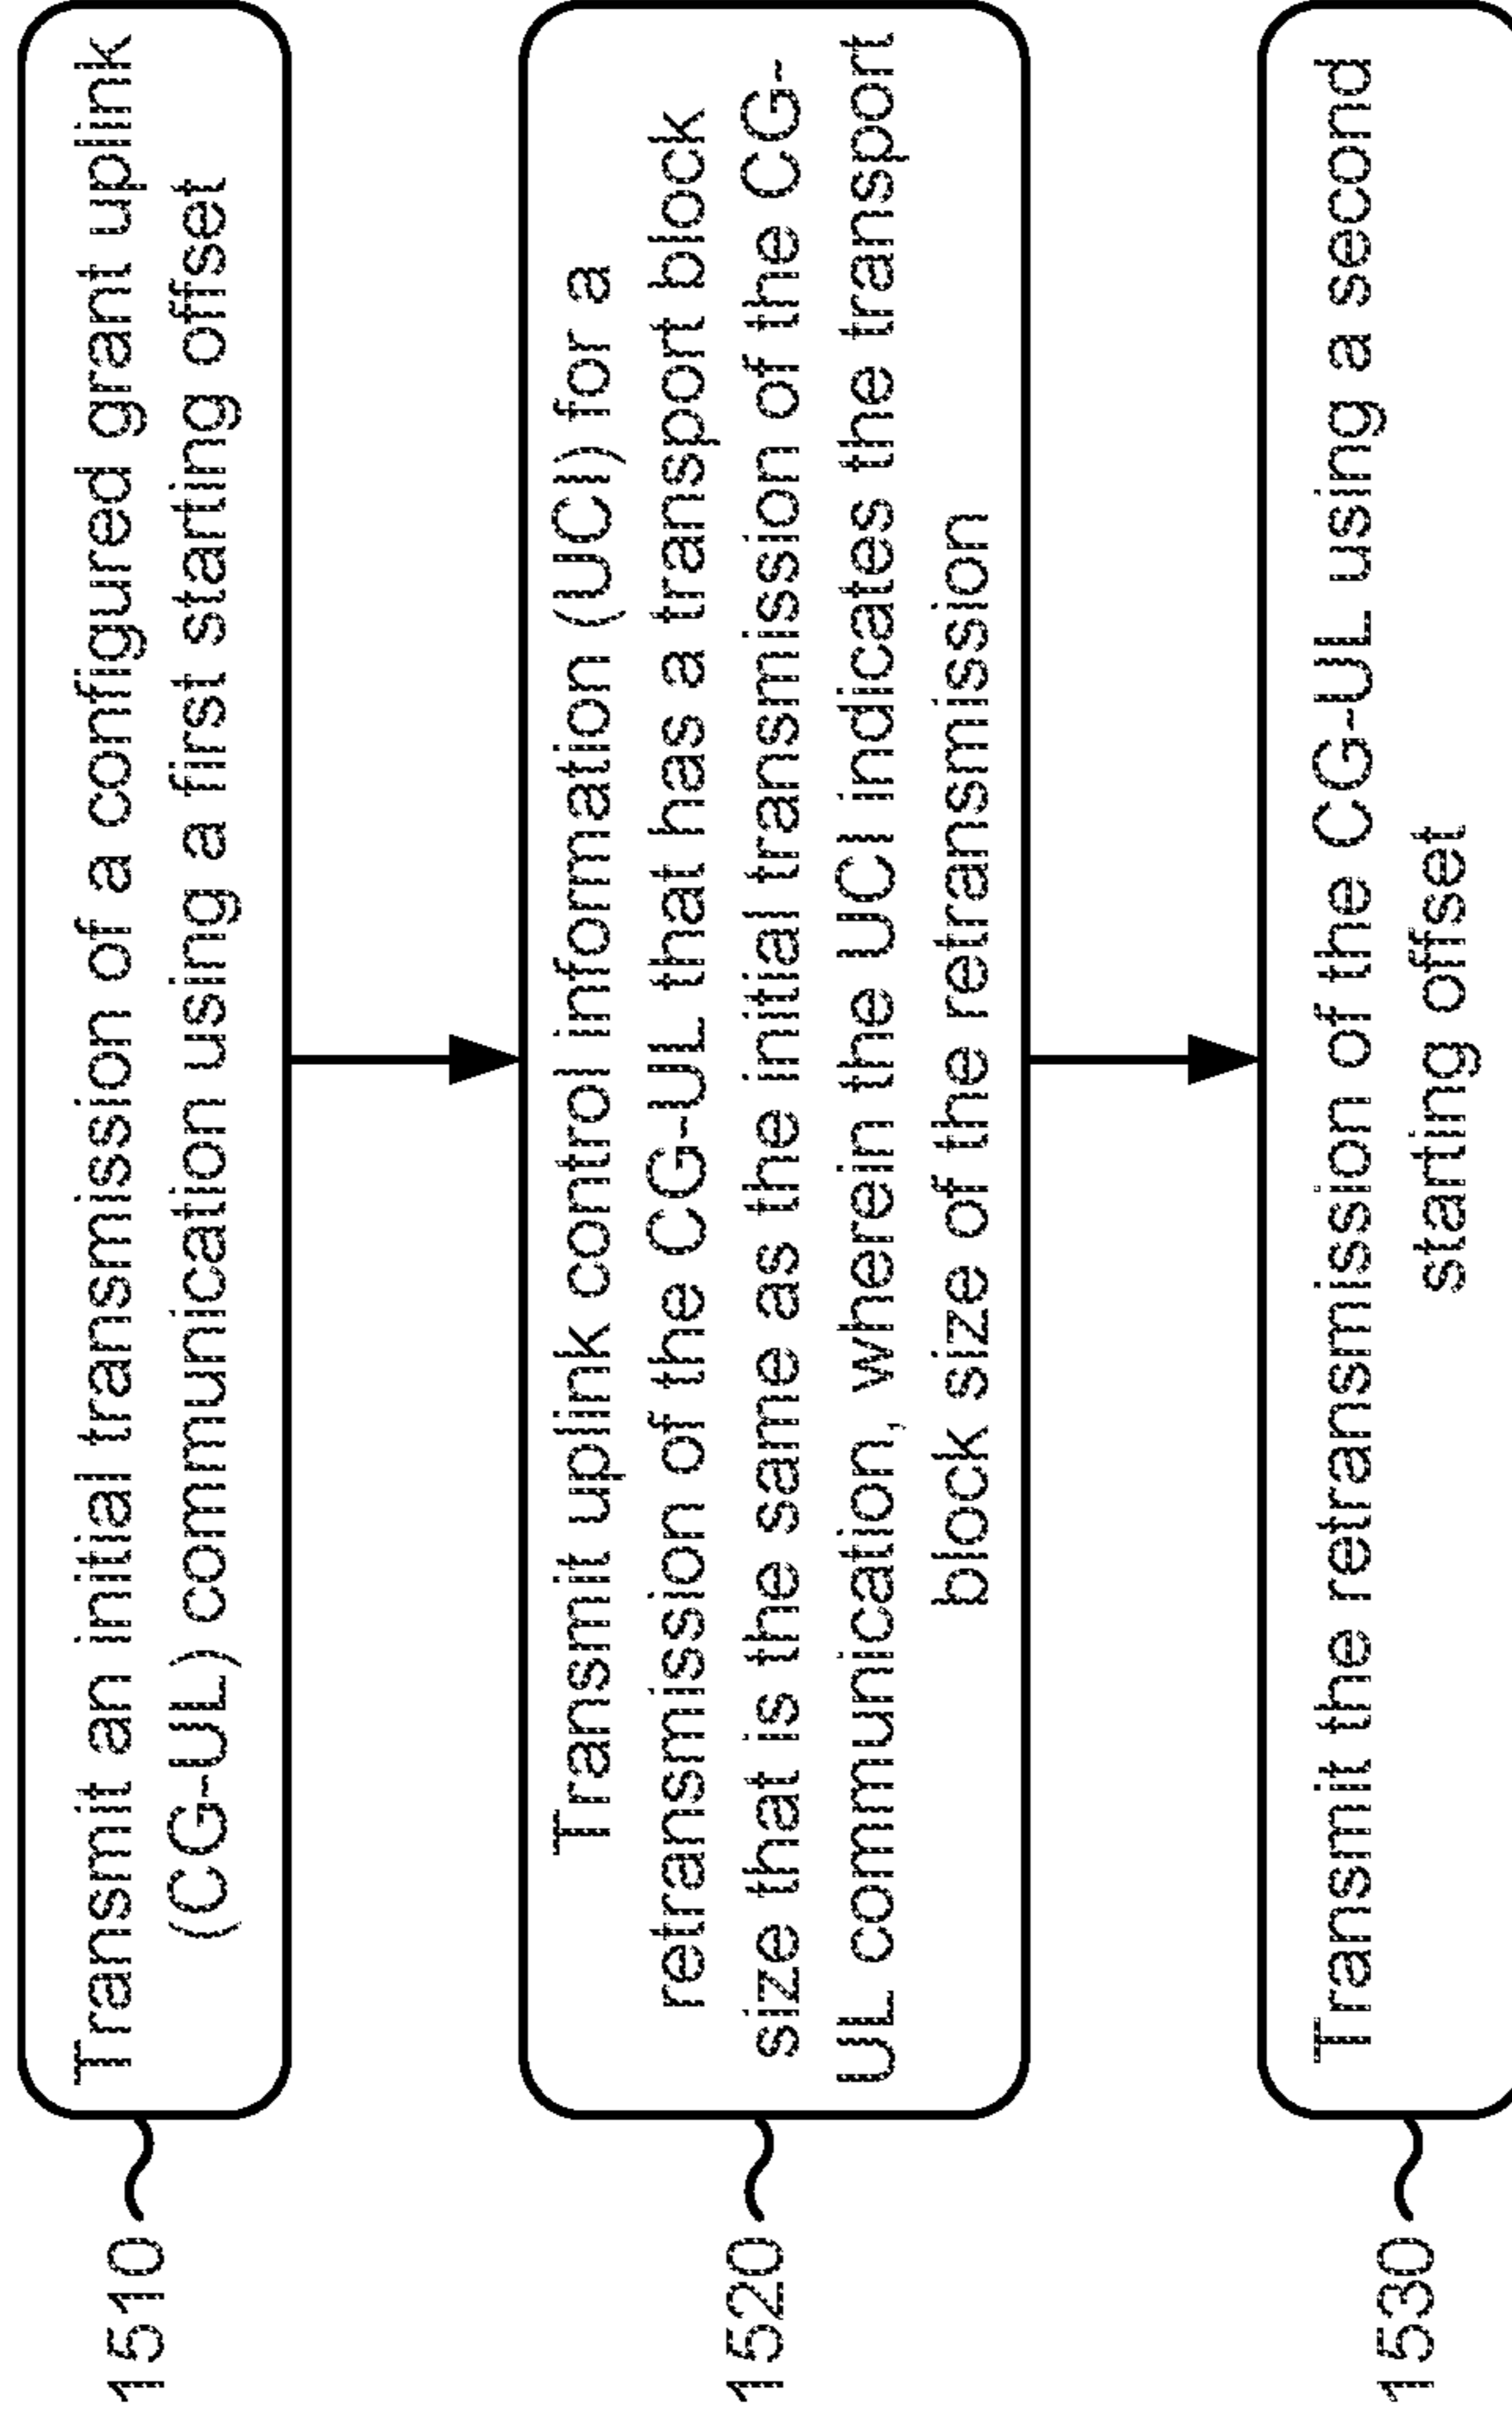 1510
Transmit an initial transmission of a configured grant uplink
(CG-UL) communication using a first starting offset
1520
Transmit uplink control information (UCI) for a
retransmission of the CG-UL that has a transport block
size that is the same as the initial transmission of the CG-
UL communication, wherein the UCI indicates the transport
block size of the retransmission
1530
Transmit the retransmission of the CG-UL using a second
starting offset